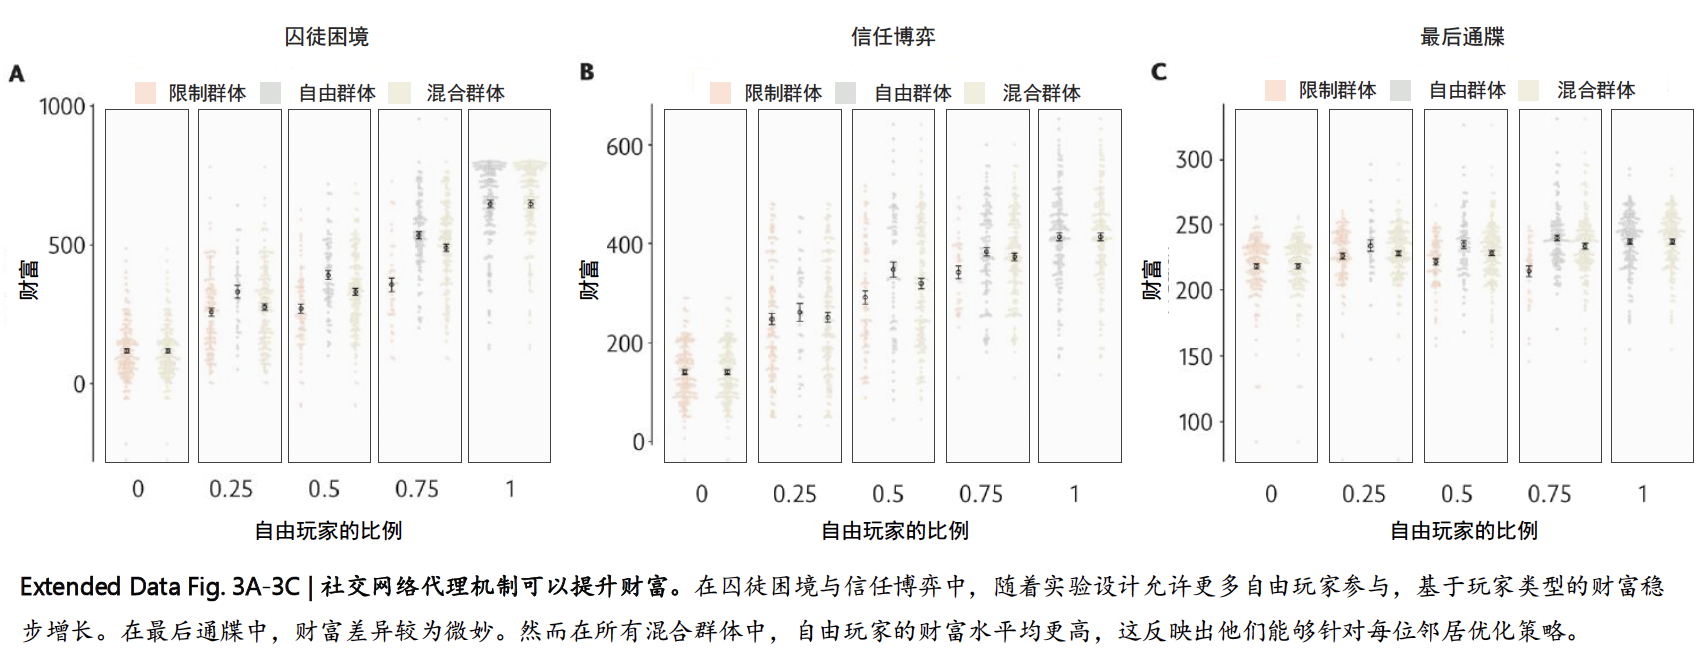 囚徒困境
信任博弈
最后通牒
A
B
C
限制群体 自由群体 混合群体
限制群体 自由群体 混合群体
限制群体 自由群体 混合群体
1000
500
0
财富
600
400
200
0
财富
300
250
200
150
100
财富
0 0.25 0.5 0.75 1
0 0.25 0.5 0.75 1
0 0.25 0.5 0.75 1
自由玩家的比例
自由玩家的比例
自由玩家的比例
Extended Data Fig. 3A-3C | 社交网络代理机制可以提升财富。在囚徒困境与信任博弈中，随着实验设计允许更多自由玩家参与，基于玩家类型的财富稳
步增长。在最后通牒中，财富差异较为微妙。然而在所有混合群体中，自由玩家的财富水平均更高，这反映出他们能够针对每位邻居优化策略。